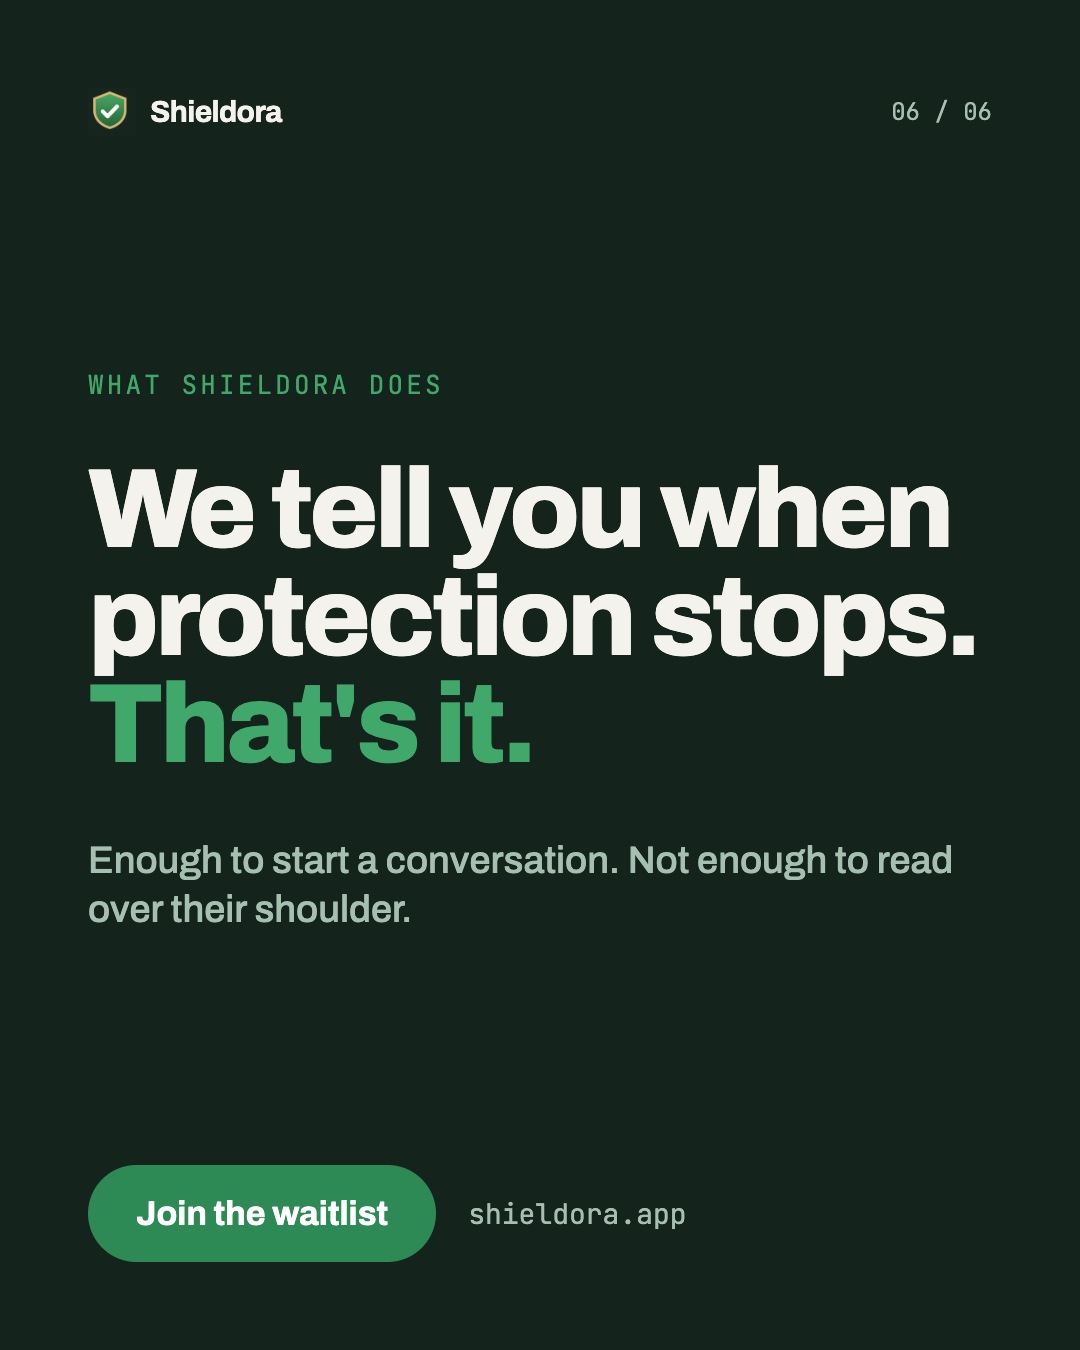 Shieldora
06 / 06
WHAT SHIELDORA DOES
We tell you when
protection stops.
That's it.
Enough to start a conversation. Not enough to read
over their shoulder.
Join the waitlist
shieldora.app